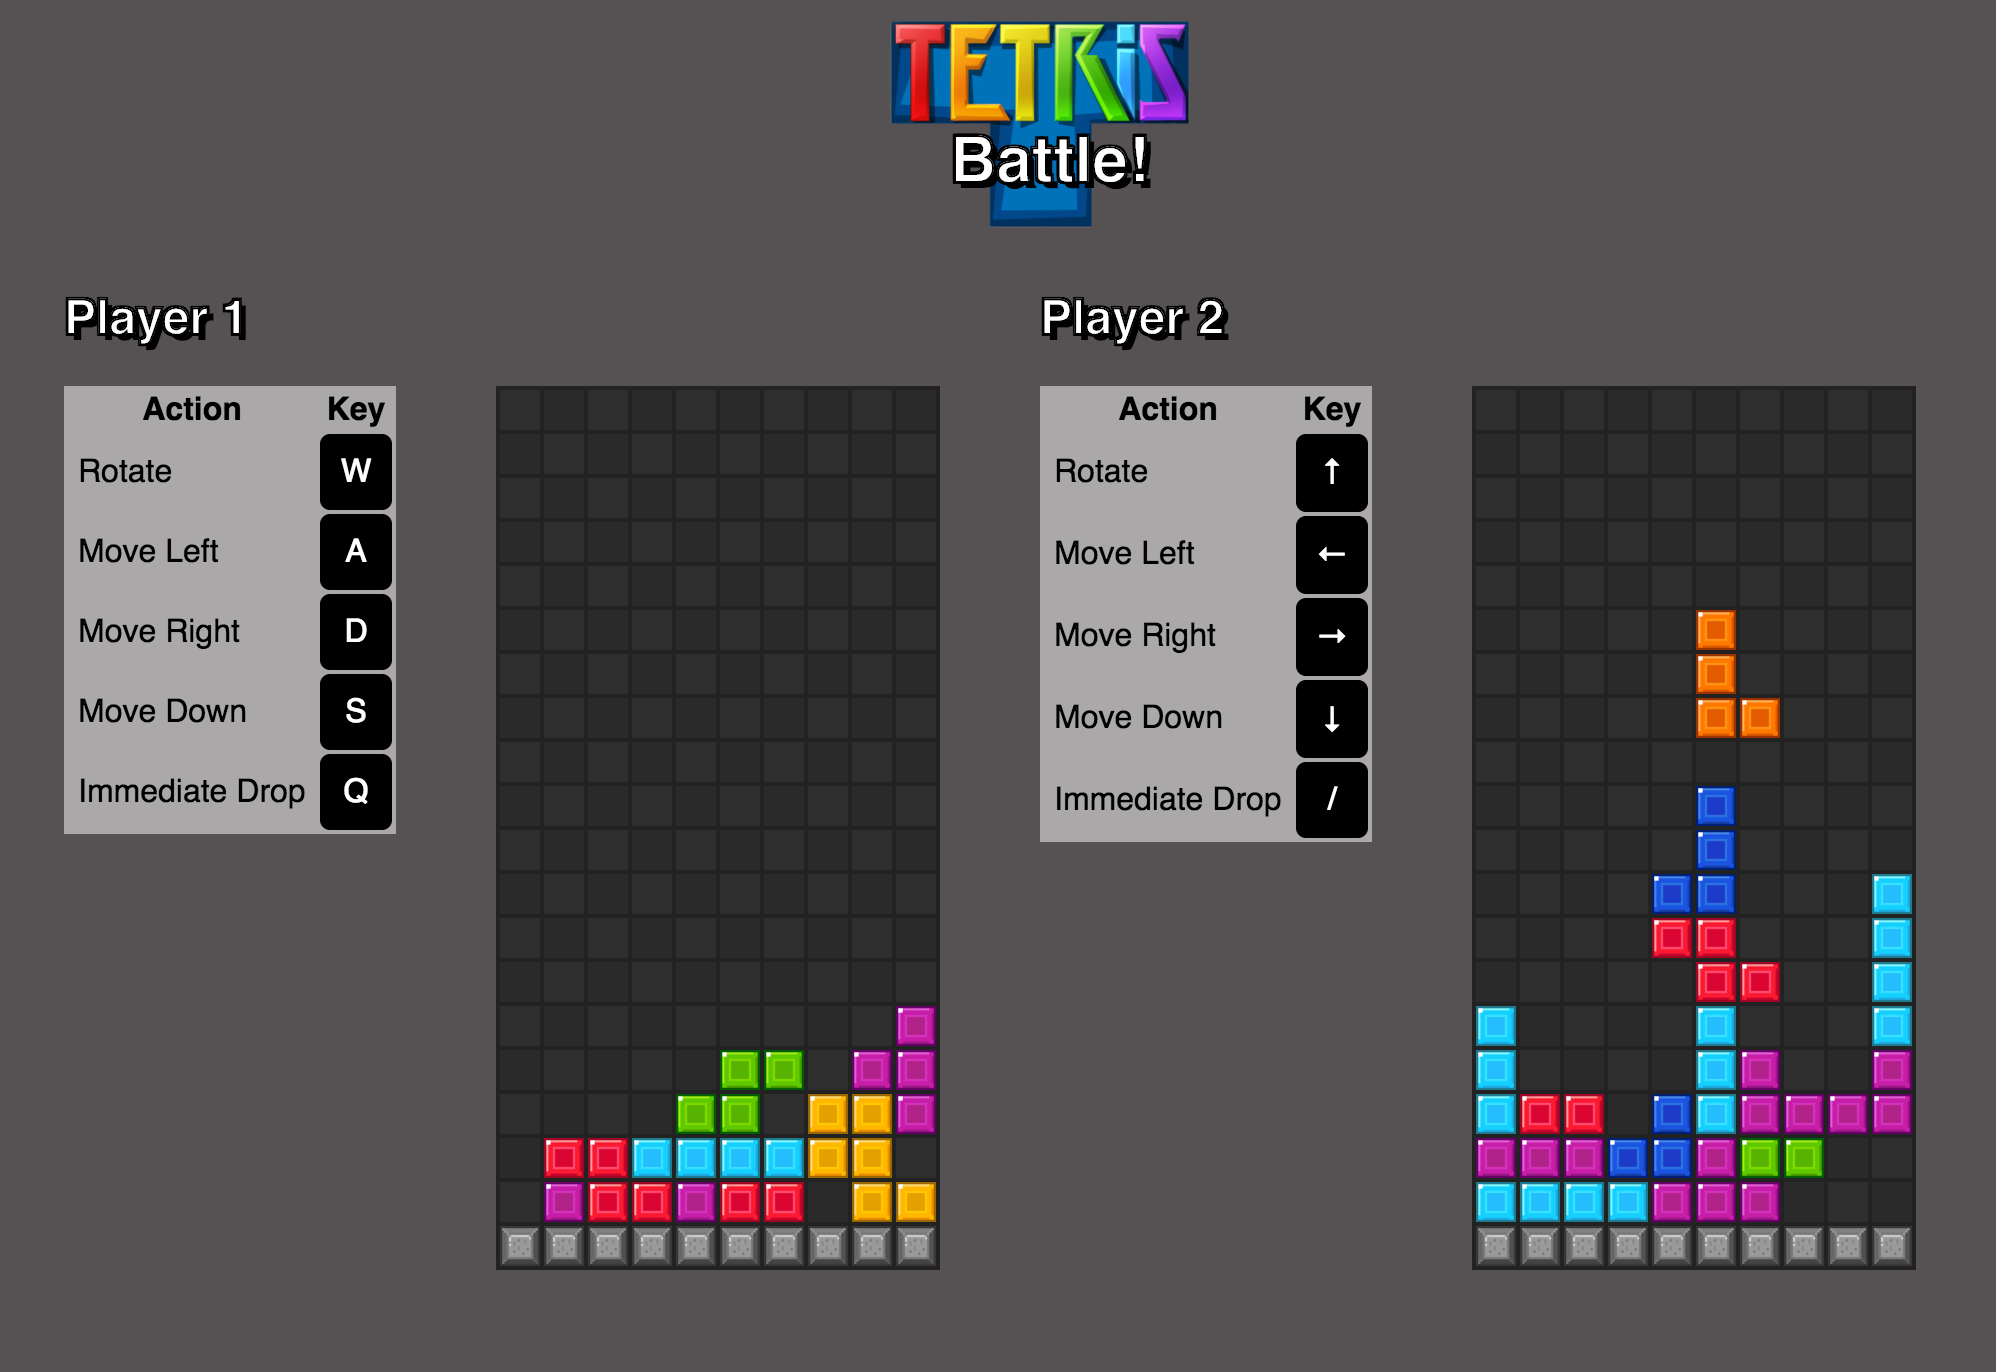 TETRiS
Battle!
Player 1
Action Key
Rotate W
Move Left A
Move Right D
Move Down S
Immediate Drop Q
Player 2
Action Key
Rotate ↑
Move Left ←
Move Right →
Move Down ↓
Immediate Drop /